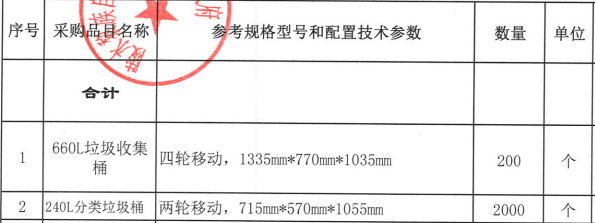 序号 采购品目名称 参考规格型号和配置技术参数 数量 单位
合计
1 660L垃圾收集桶 四轮移动，1335mm*770mm*1035mm 200 个
2 240L分类垃圾桶 两轮移动，715mm*570mm*1055mm 2000 个